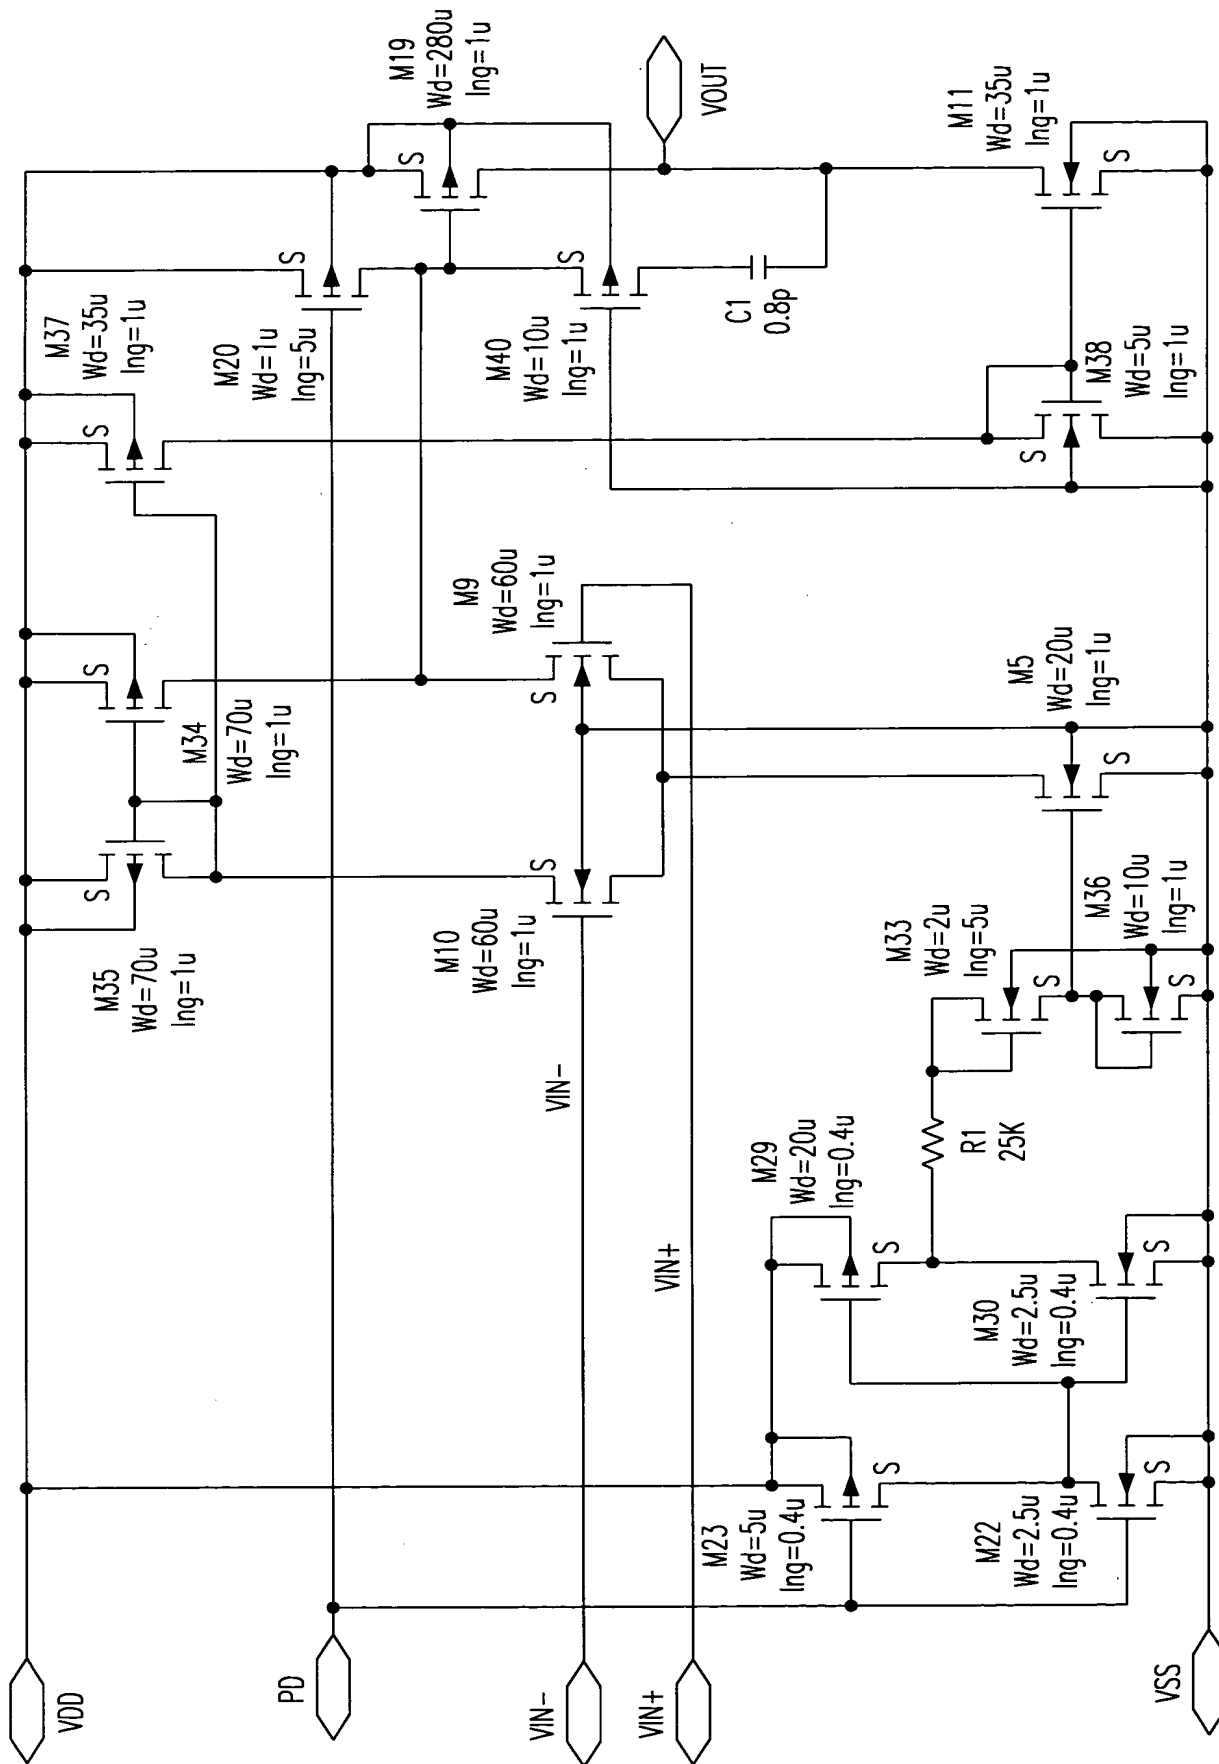 VDD
PD
VIN-
VIN+
VSS
M23
Wd=5u
lng=0.4u
S
M22
Wd=2.5u
lng=0.4u
S
M29
Wd=20u
lng=0.4u
S
M30
Wd=2.5u
lng=0.4u
S
VIN-
VIN+
R1
25K
M33
Wd=2u
lng=5u
S
M36
Wd=10u
lng=1u
S
M35
Wd=70u
lng=1u
S
M34
Wd=70u
lng=1u
S
M10
Wd=60u
lng=1u
S
M9
Wd=60u
lng=1u
S
M5
Wd=20u
lng=1u
S
M37
Wd=35u
lng=1u
S
M20
Wd=1u
lng=5u
S
M40
Wd=10u
lng=1u
S
C1
0.8p
M38
Wd=5u
lng=1u
S
M19
Wd=280u
lng=1u
S
VOUT
M11
Wd=35u
lng=1u
S